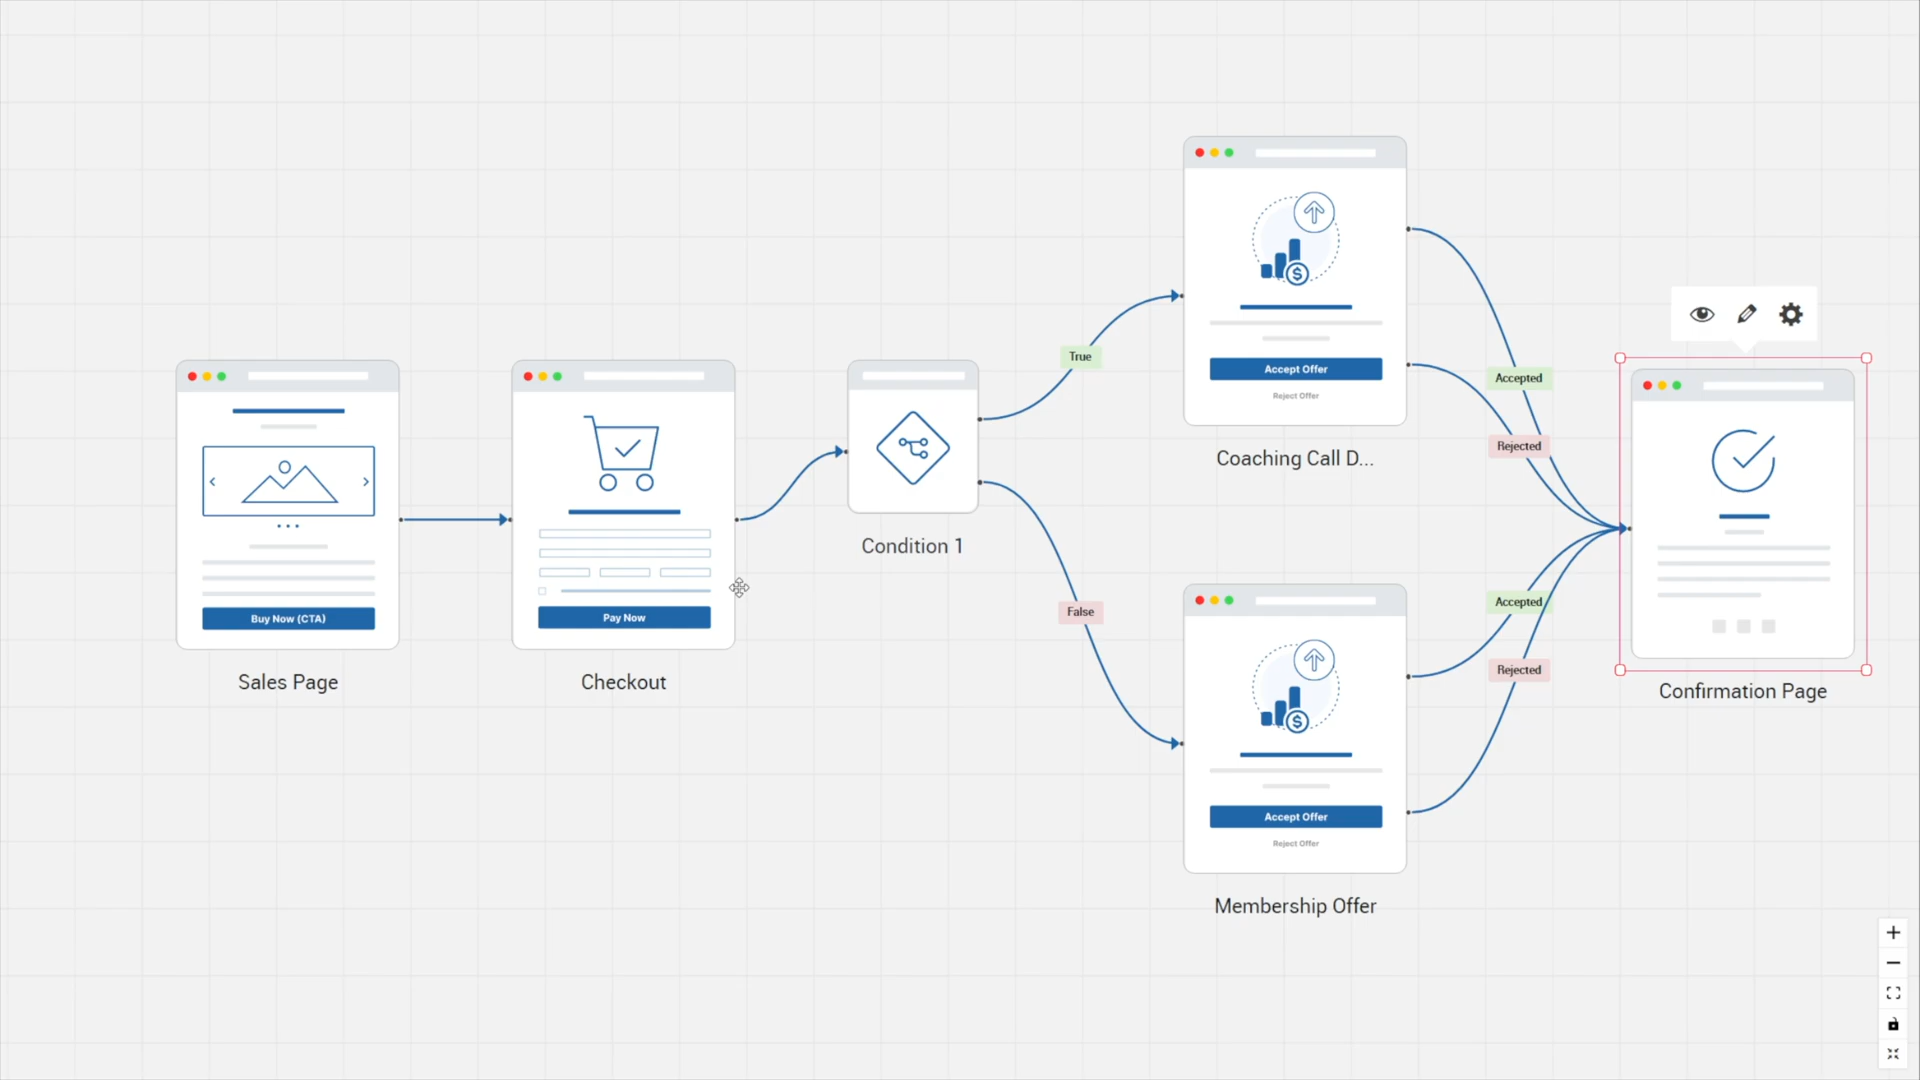 Buy Now (CTA)
Sales Page
Pay Now
Checkout
Condition 1
True
False
Accept Offer
Reject Offer
Coaching Call D...
Accept Offer
Reject Offer
Membership Offer
Accepted
Rejected
Accepted
Rejected
Confirmation Page